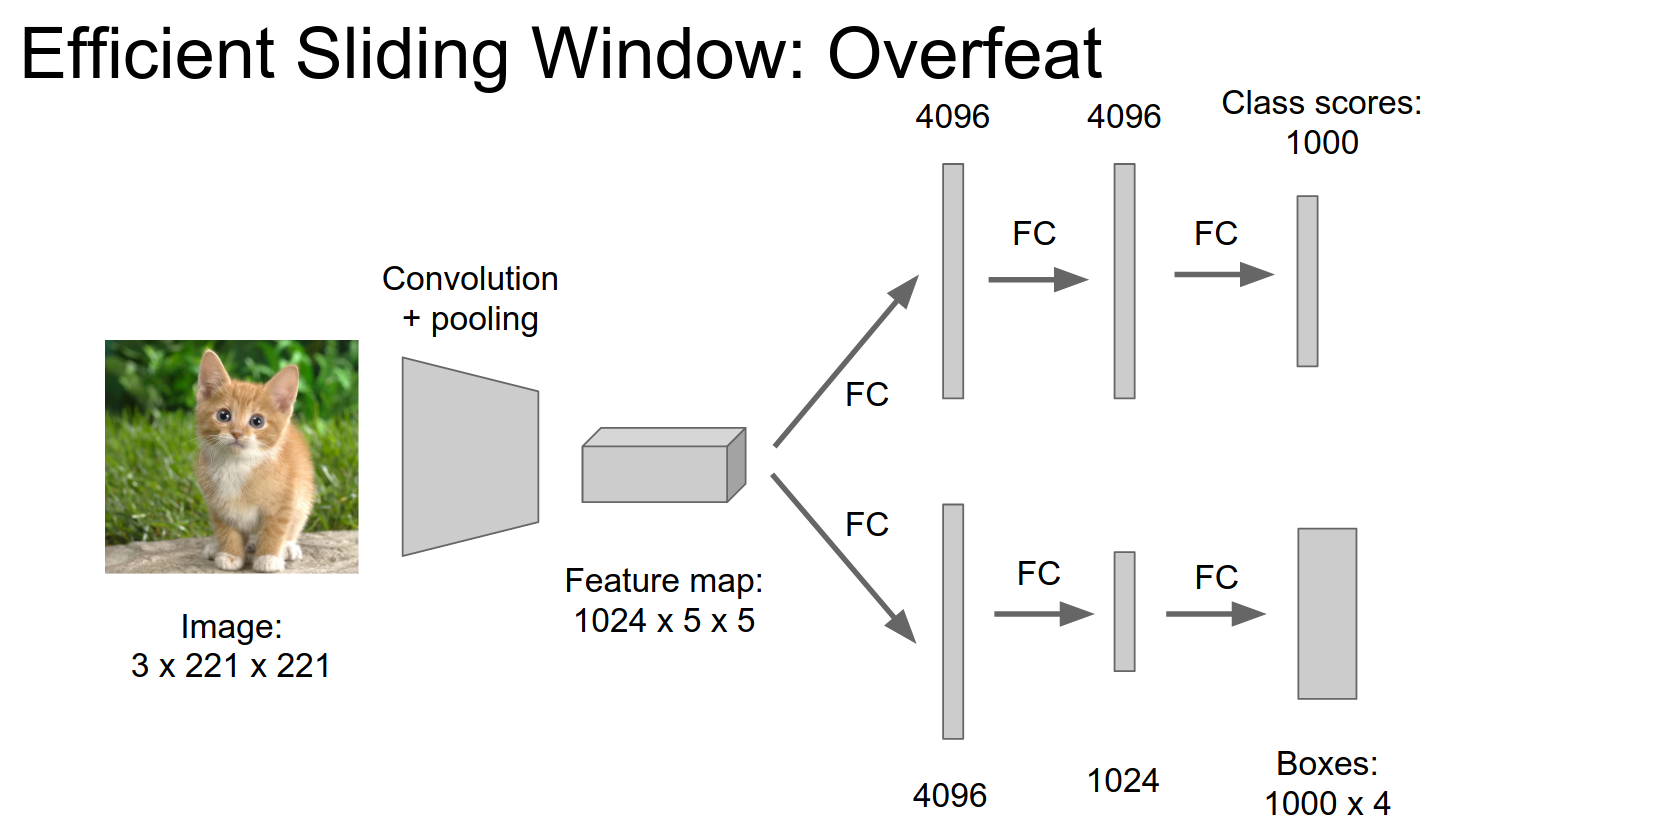 Efficient Sliding Window: Overfeat
4096
4096
Class scores:
1000
FC
FC
Convolution
+ pooling
FC
FC
Image:
3 x 221 x 221
Feature map:
1024 x 5 x 5
FC
FC
4096
1024
Boxes:
1000 x 4